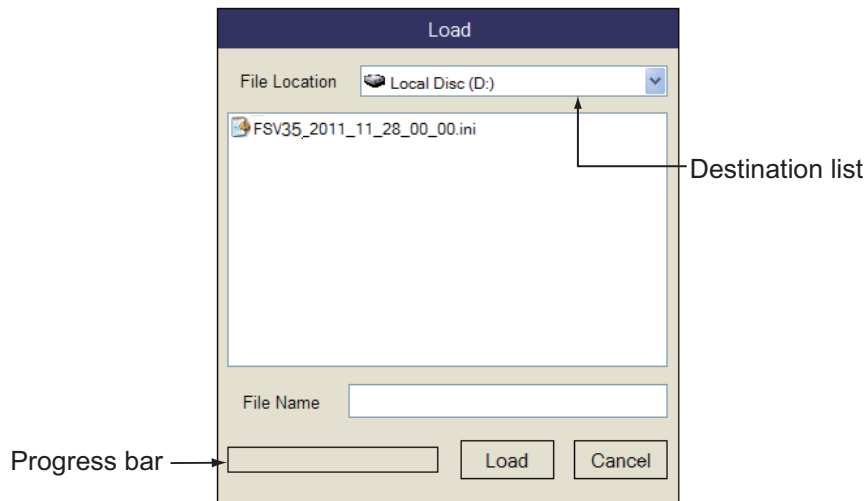 Load
File Location
Local Disc (D:)
FSV35_2011_11_28_00_00.ini
Destination list
File Name
Progress bar
Load
Cancel